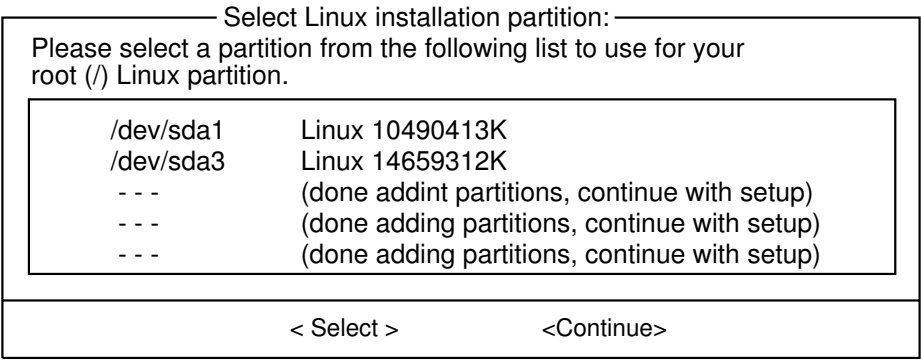 Select Linux installation partition:
Please select a partition from the following list to use for your
root (/) Linux partition.
/dev/sda1 Linux 10490413K
/dev/sda3 Linux 14659312K
- - - (done addint partitions, continue with setup)
- - - (done adding partitions, continue with setup)
- - - (done adding partitions, continue with setup)
< Select > <Continue>